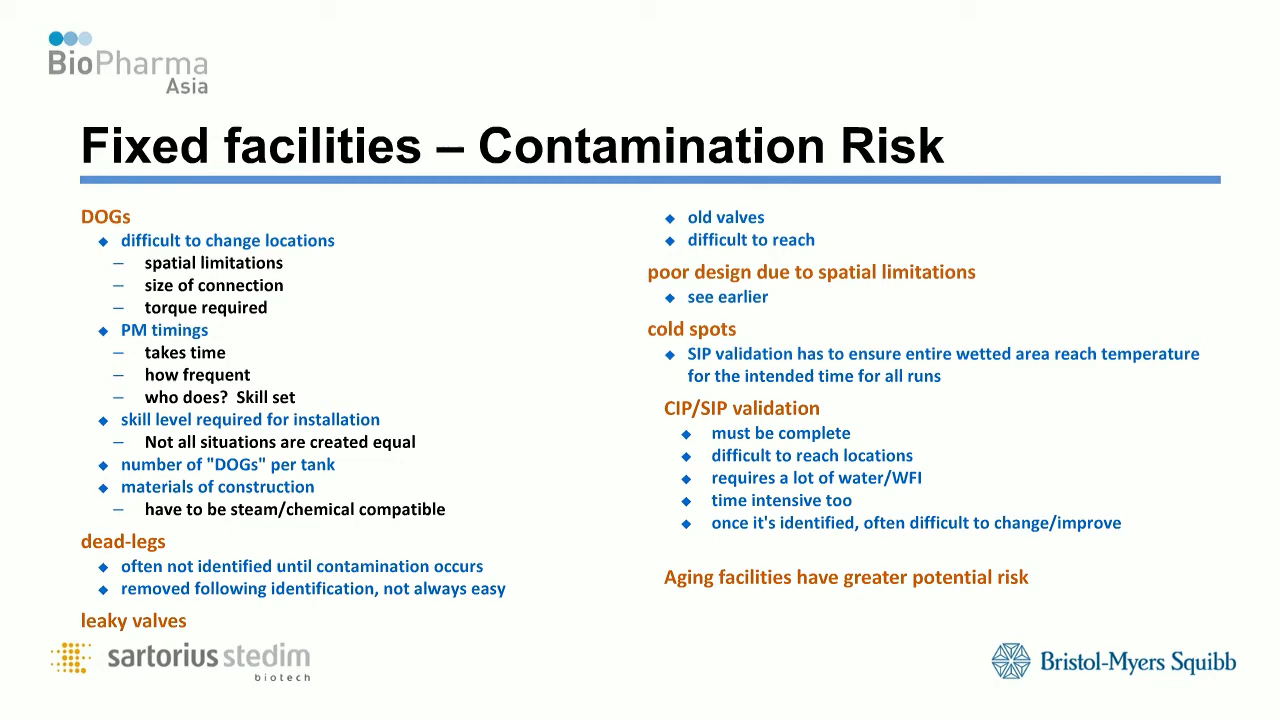 BioPharma
Asia
Fixed facilities – Contamination Risk
DOGs
◆ difficult to change locations
– spatial limitations
– size of connection
– torque required
◆ PM timings
– takes time
– how frequent
– who does? Skill set
◆ skill level required for installation
– Not all situations are created equal
◆ number of "DOGs" per tank
◆ materials of construction
– have to be steam/chemical compatible
dead-legs
◆ often not identified until contamination occurs
◆ removed following identification, not always easy
leaky valves
◆ old valves
◆ difficult to reach
poor design due to spatial limitations
◆ see earlier
cold spots
◆ SIP validation has to ensure entire wetted area reach temperature
for the intended time for all runs
CIP/SIP validation
◆ must be complete
◆ difficult to reach locations
◆ requires a lot of water/WFI
◆ time intensive too
◆ once it's identified, often difficult to change/improve
Aging facilities have greater potential risk
sartorius stedim
biotech
Bristol-Myers Squibb